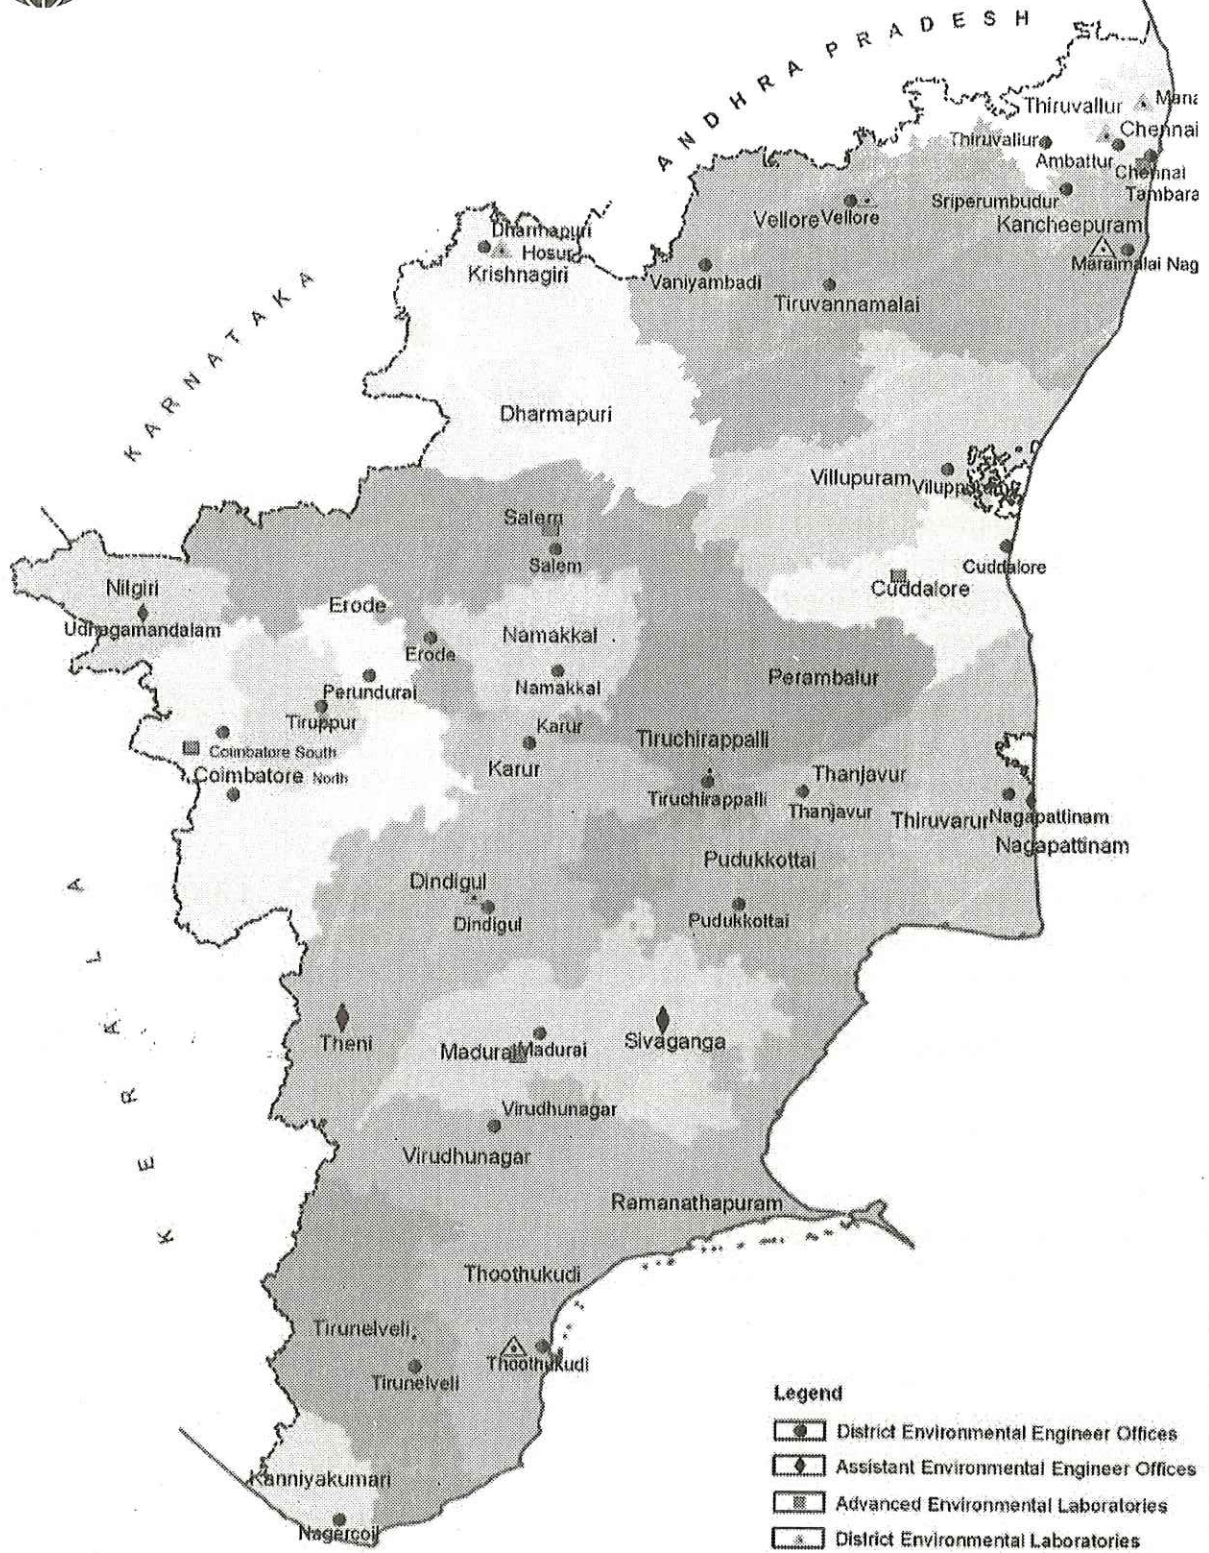 ANDHRA PRADESH
Thiruvallur
Chennai
Thiruvallur
Ambattur
Chennai
Tambara
Sriperumbudur
Vellore
Vellore
Kancheepuram
Maraimalai Nag
Dharmapuri
Hosur
Krishnagiri
Vaniyambadi
Tiruvannamalai
KARNATAKA
Dharmapuri
Villupuram
Salem
Salem
Cuddalore
Cuddalore
Nilgiri
Udhagamandalam
Erode
Erode
Namakkal
Namakkal
Perambalur
Perundurai
Tiruppur
Karur
Karur
Coimbatore South
Coimbatore North
Tiruchirappalli
Tiruchirappalli
Thanjavur
Thanjavur
Thiruvarur
Nagapattinam
Nagapattinam
Pudukkottai
Pudukkottai
Dindigul
Dindigul
KERALA
Theni
Madurai
Madurai
Sivaganga
Virudhunagar
Virudhunagar
Ramanathapuram
Thoothukudi
Thoothukudi
Tirunelveli
Tirunelveli
Kanniyakumari
Nagercoil
Legend
District Environmental Engineer Offices
Assistant Environmental Engineer Offices
Advanced Environmental Laboratories
District Environmental Laboratories